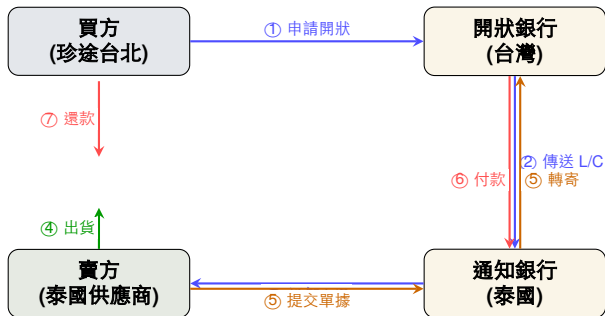 買方
(珍途台北)
① 申請開狀
開狀銀行
(台灣)
⑦ 還款
② 傳送 L/C
⑥ 付款
⑤ 轉寄
④ 出貨
賣方
(泰國供應商)
⑤ 提交單據
通知銀行
(泰國)